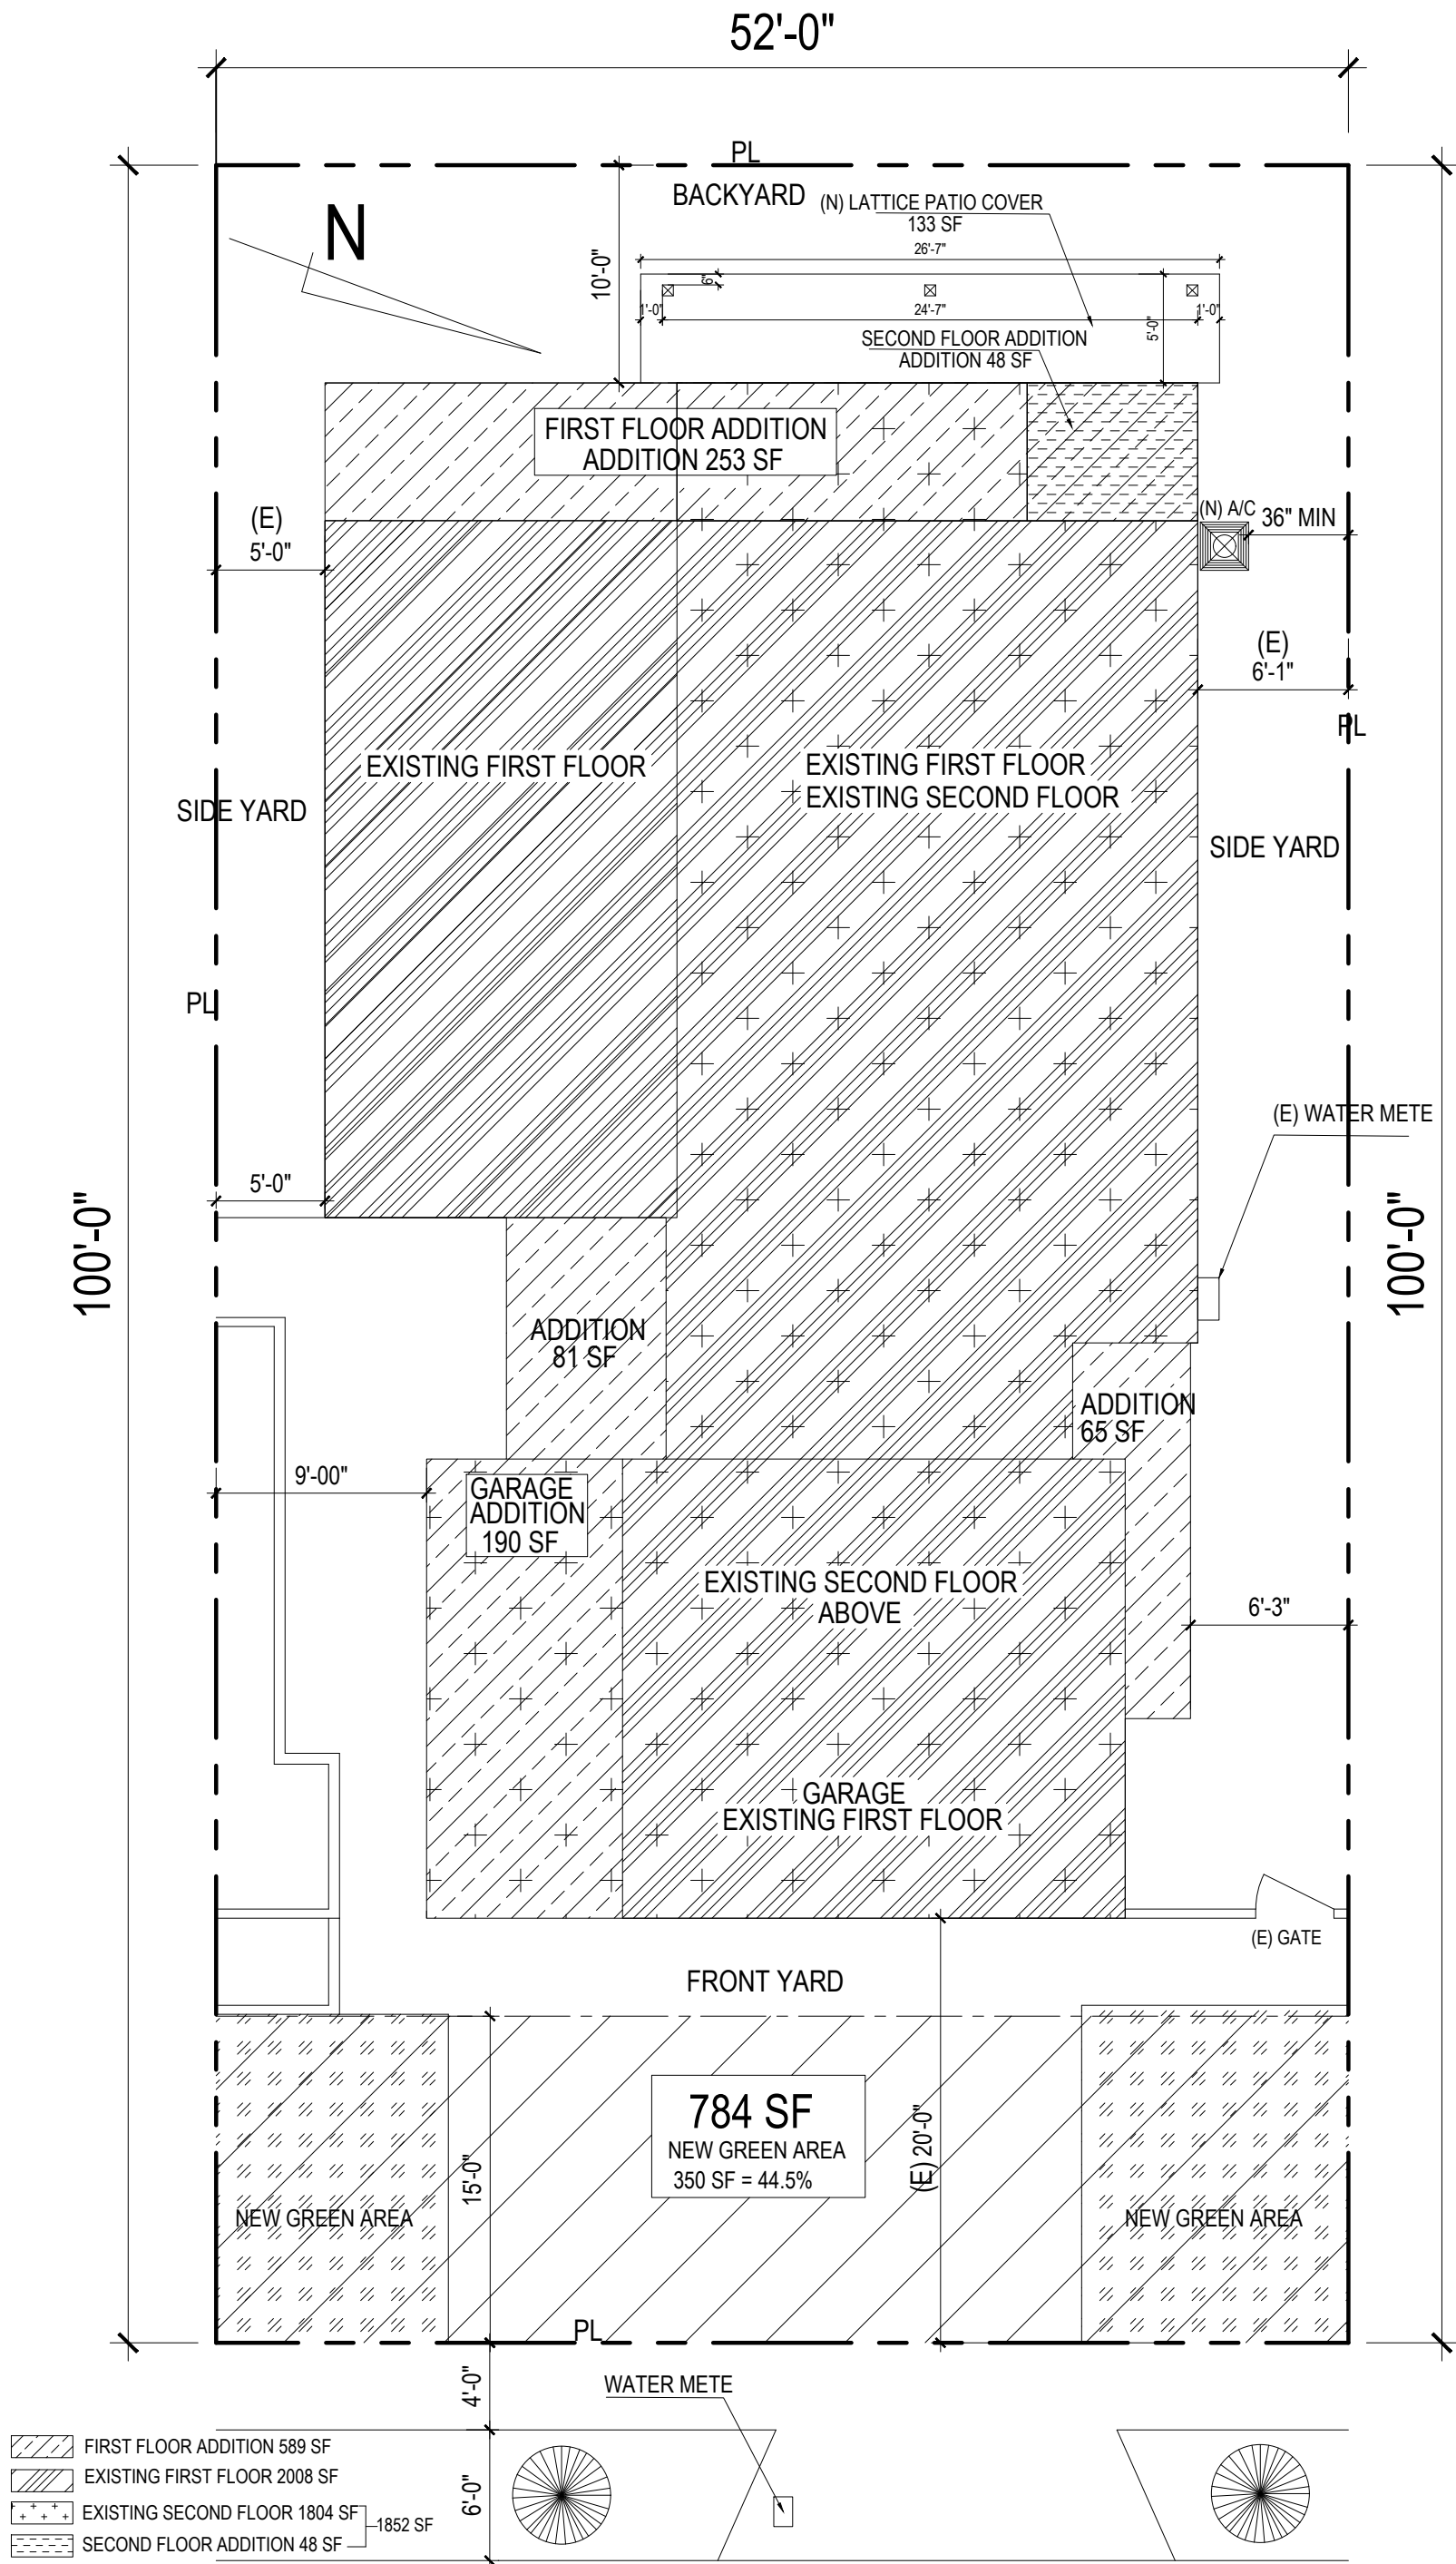 52'-0"
PL
BACKYARD
(N) LATTICE PATIO COVER
133 SF
N
10'-0"
26'-7"
6"
1'-0"
24'-7"
1'-0"
5'-0"
SECOND FLOOR ADDITION
ADDITION 48 SF
FIRST FLOOR ADDITION
ADDITION 253 SF
(E)
5'-0"
(N) A/C
36" MIN
(E)
6'-1"
PL
EXISTING FIRST FLOOR
EXISTING FIRST FLOOR
EXISTING SECOND FLOOR
SIDE YARD
SIDE YARD
PL
(E) WATER METE
5'-0"
100'-0"
100'-0"
ADDITION
81 SF
ADDITION
65 SF
9'-00"
GARAGE
ADDITION
190 SF
EXISTING SECOND FLOOR
ABOVE
6'-3"
GARAGE
EXISTING FIRST FLOOR
(E) GATE
FRONT YARD
784 SF
NEW GREEN AREA
350 SF = 44.5%
15'-0"
(E) 20'-0"
NEW GREEN AREA
NEW GREEN AREA
PL
4'-0"
WATER METE
6'-0"
FIRST FLOOR ADDITION 589 SF
EXISTING FIRST FLOOR 2008 SF
EXISTING SECOND FLOOR 1804 SF
1852 SF
SECOND FLOOR ADDITION 48 SF